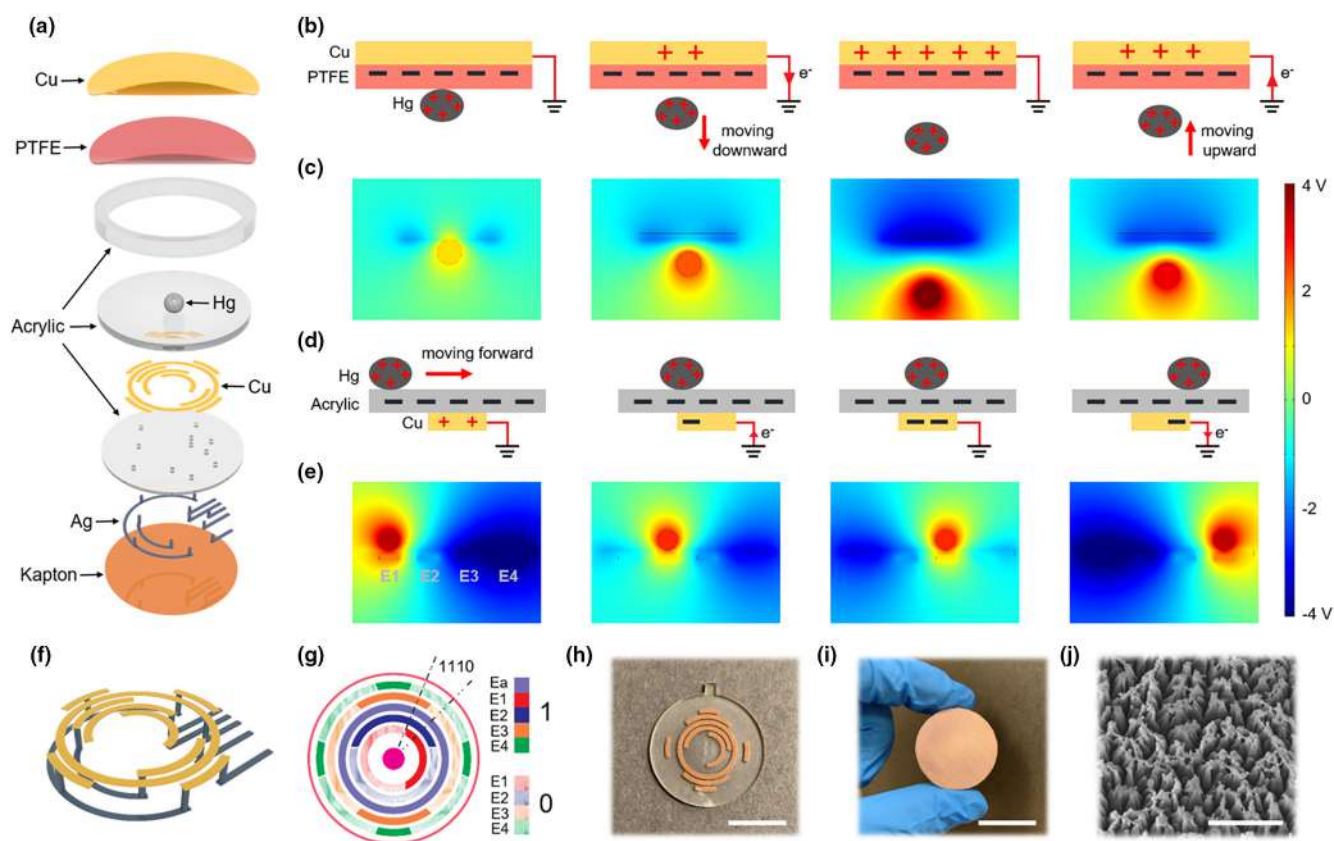 (a)
Cu
PTFE
Acrylic
Hg
Cu
Ag
Kapton
(b)
Cu
PTFE
Hg
e-
moving
downward
e-
moving
upward
(c)
4 V
2
0
-2
-4 V
(d)
Hg
moving forward
Acrylic
Cu
e-
e-
(e)
E1 E2 E3 E4
(f)
(g)
1110
Ea
E1
E2
E3
E4
1
E1
E2
E3
E4
0
(h)
(i)
(j)